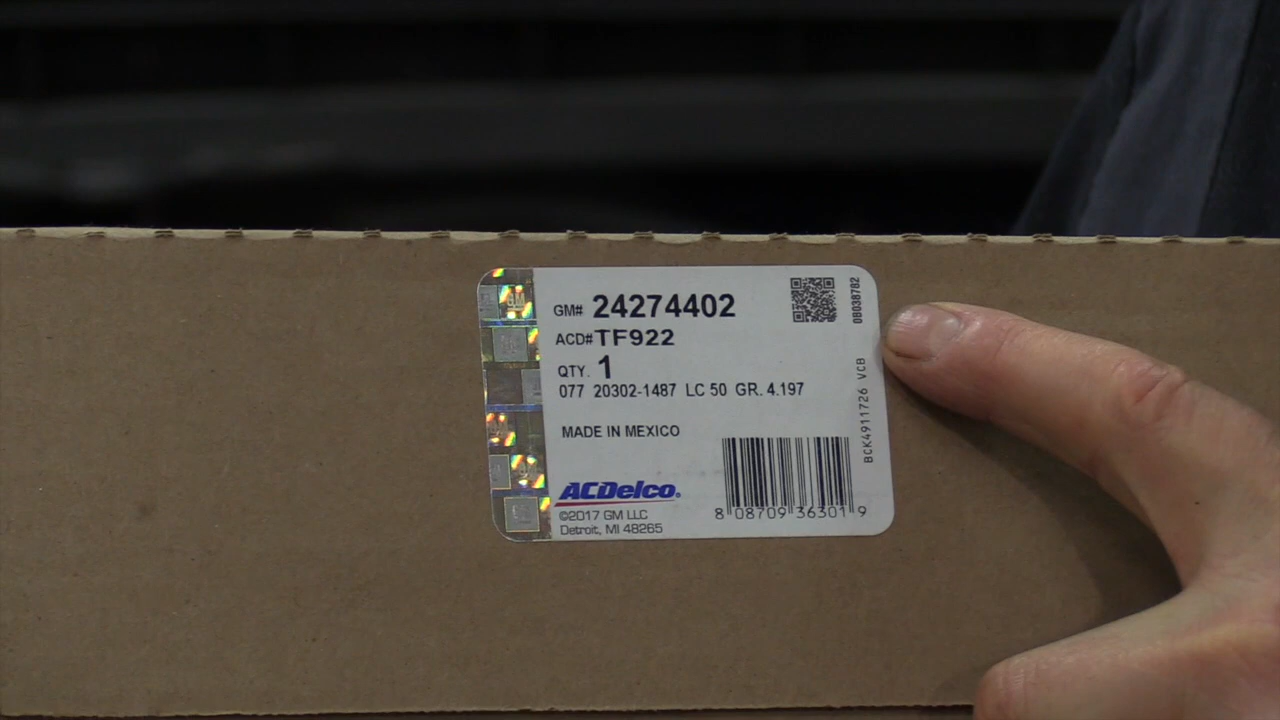 GM# 24274402
ACD# TF922
QTY. 1
077 20302-1487 LC 50 GR. 4.197
MADE IN MEXICO
ACDelco.
©2017 GM LLC
Detroit, MI 48265
8 08709 36301 9
08038782
BCK4911726 VCB
GM